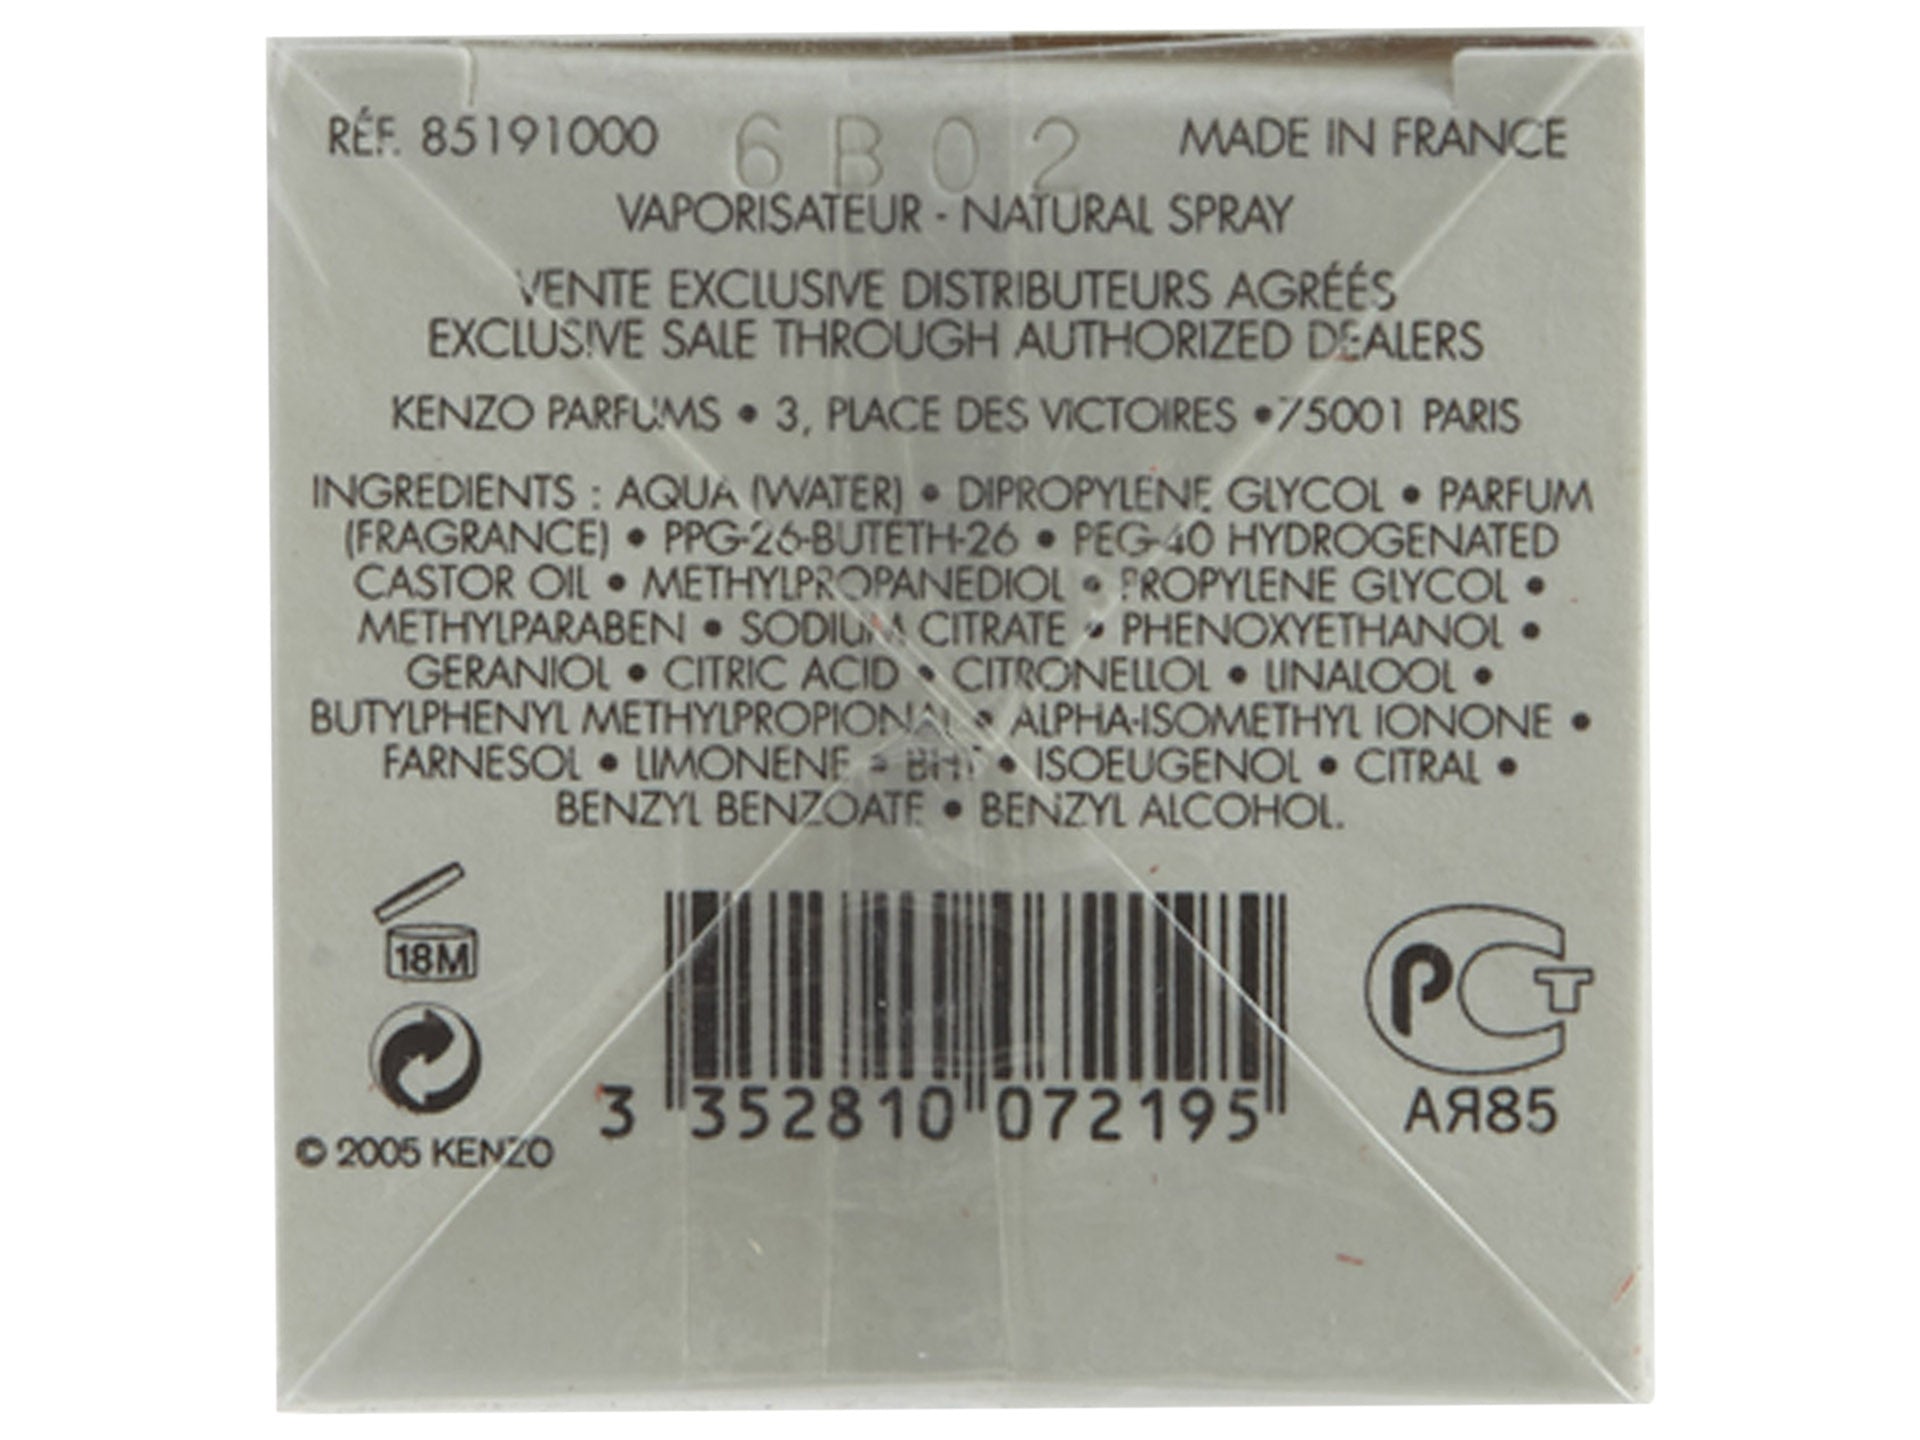 RÉF. 85191000 6B02 MADE IN FRANCE
VAPORISATEUR - NATURAL SPRAY
VENTE EXCLUSIVE DISTRIBUTEURS AGRÉÉS
EXCLUSIVE SALE THROUGH AUTHORIZED DEALERS
KENZO PARFUMS • 3, PLACE DES VICTOIRES • 75001 PARIS
INGREDIENTS : AQUA (WATER) • DIPROPYLENE GLYCOL • PARFUM
(FRAGRANCE) • PPG-26-BUTETH-26 • PEG-40 HYDROGENATED
CASTOR OIL • METHYLPROPANEDIOL • PROPYLENE GLYCOL •
METHYLPARABEN • SODIUM CITRATE • PHENOXYETHANOL •
GERANIOL • CITRIC ACID • CITRONELLOL • LINALOOL •
BUTYLPHENYL METHYLPROPIONAL • ALPHA-ISOMETHYL IONONE •
FARNESOL • LIMONENE • BHT • ISOEUGENOL • CITRAL •
BENZYL BENZOATE • BENZYL ALCOHOL.
18M
РСТ
АЯ85
3 352810 072195
© 2005 KENZO